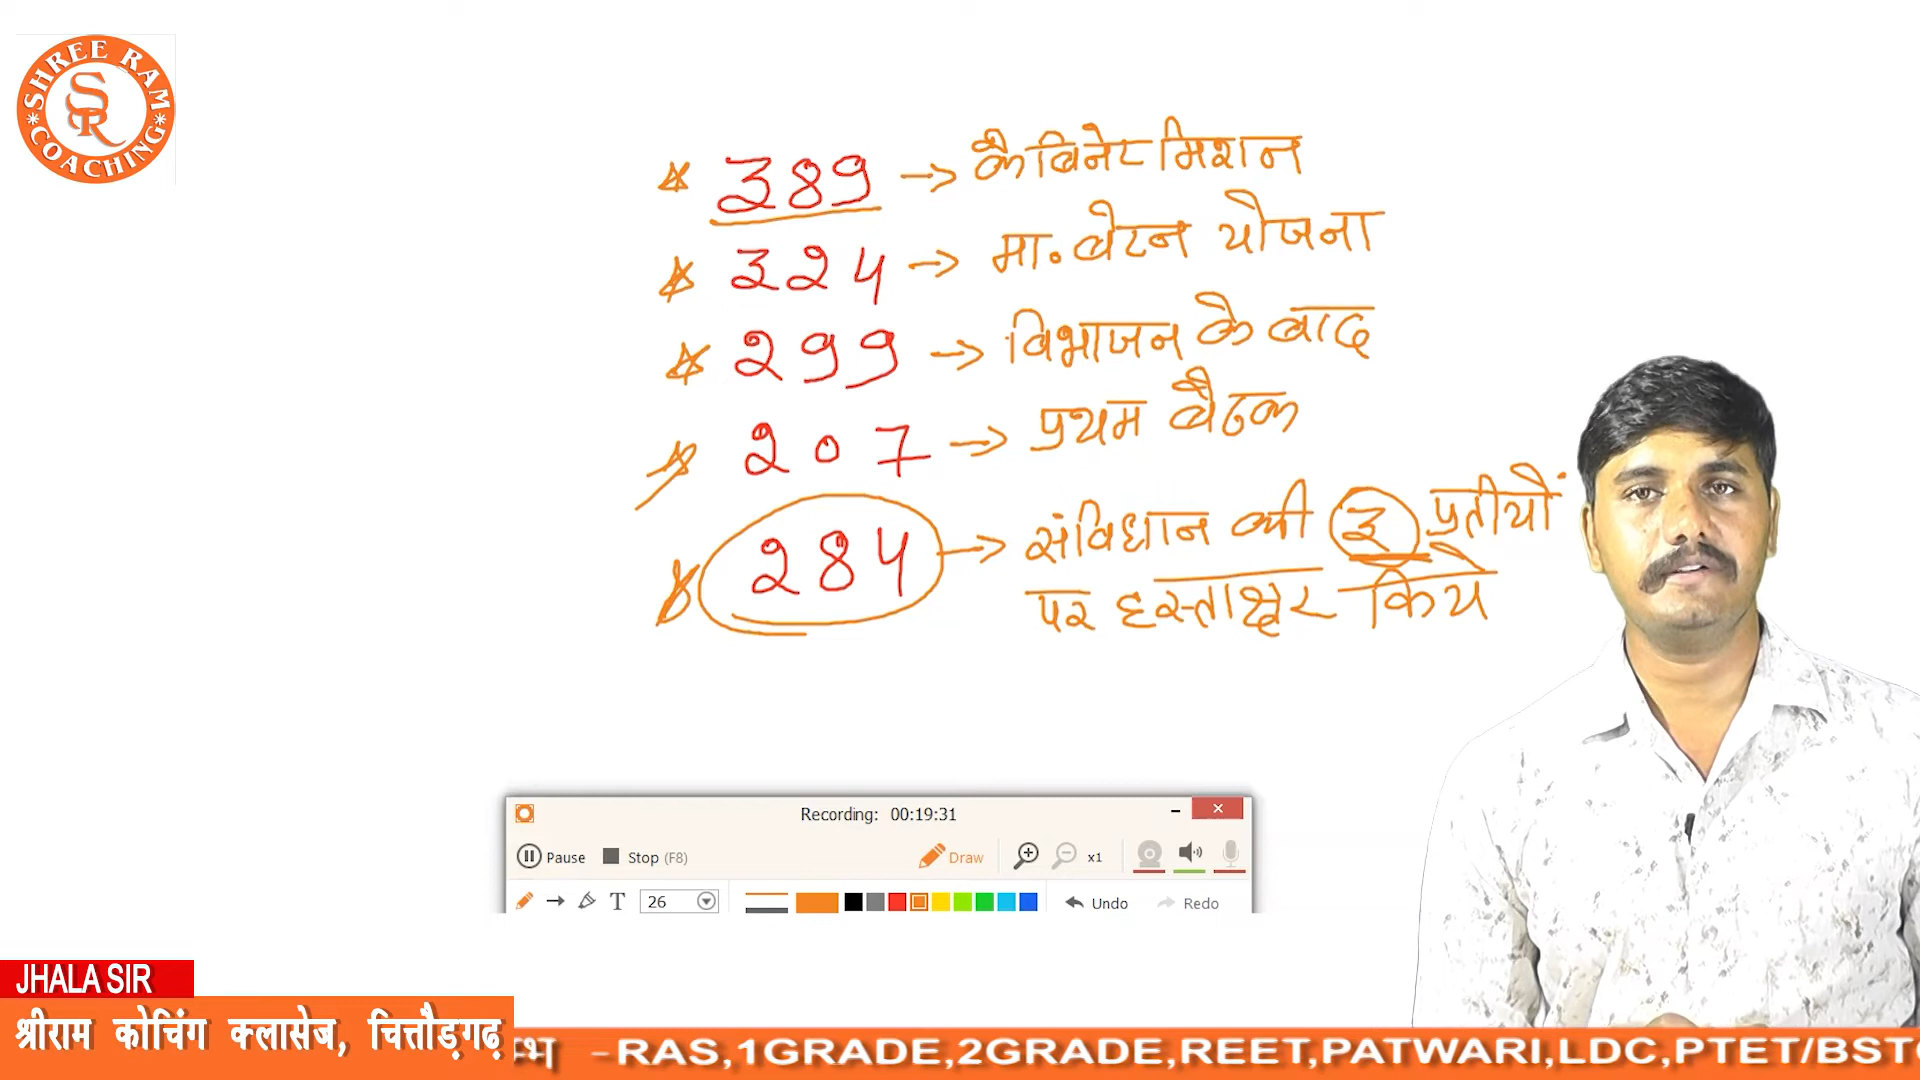 SHREE RAM
SR
COACHING
389 → कैबिनेट मिशन
324 → मा. बेटन योजना
299 → विभाजन के बाद
207 → प्रथम बैठक
284 → संविधान की 3 प्रतीयों
पर हस्ताक्षर किये
Recording: 00:19:31
Pause Stop (F8) Draw x1
T 26 Undo Redo
JHALA SIR
श्रीराम कोचिंग क्लासेज, चित्तौड़गढ़
-RAS,1GRADE,2GRADE,REET,PATWARI,LDC,PTET/BST